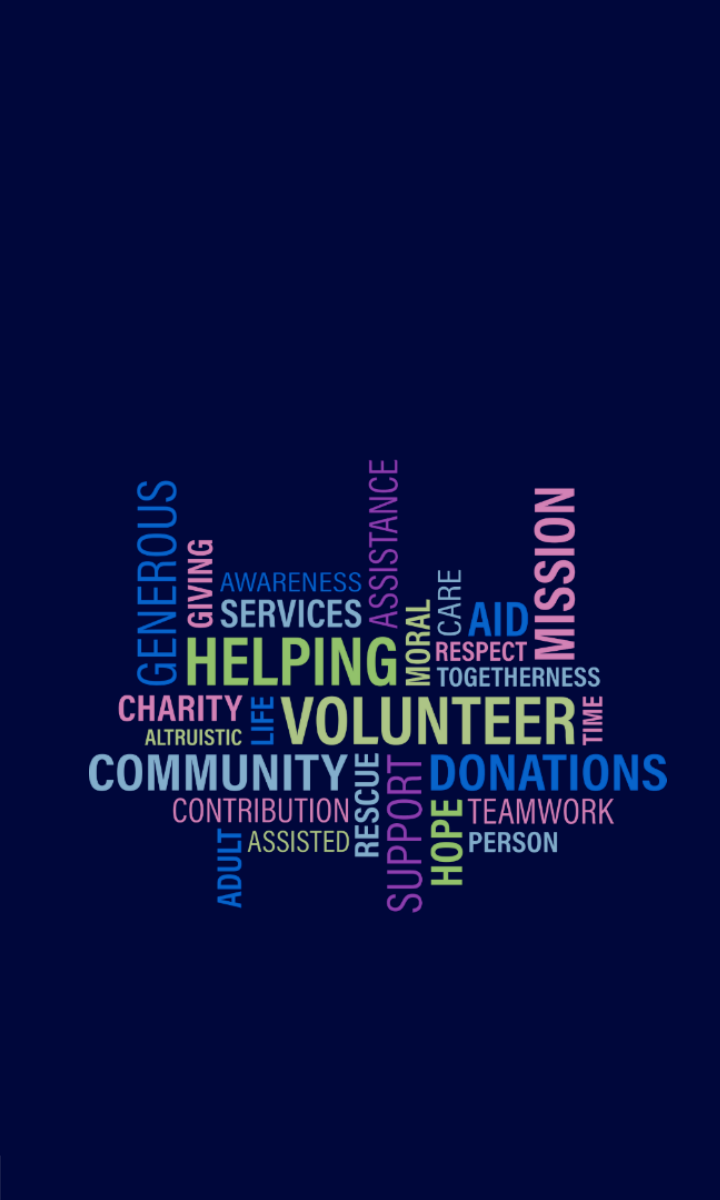 GENEROUS
GIVING
AWARENESS
SERVICES
ASSISTANCE
HELPING
MORAL
CARE
AID
RESPECT
TOGETHERNESS
MISSION
CHARITY
ALTRUISTIC
LIFE
VOLUNTEER
TIME
COMMUNITY
RESCUE
SUPPORT
DONATIONS
CONTRIBUTION
ADULT
ASSISTED
HOPE
TEAMWORK
PERSON